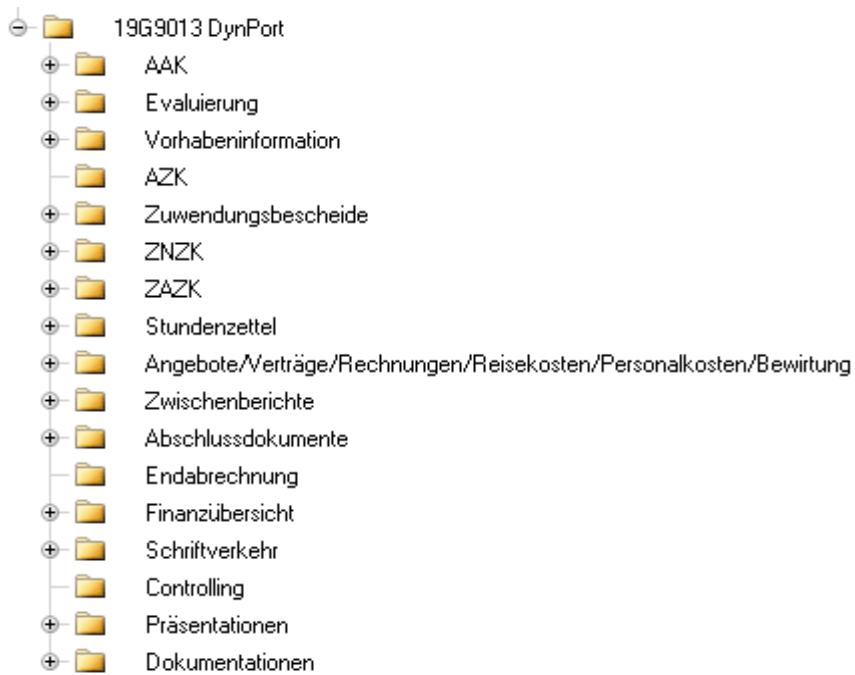 19G9013 DynPort
AAK
Evaluierung
Vorhabeninformation
AZK
Zuwendungsbescheide
ZNZK
ZAZK
Stundenzettel
Angebote/Verträge/Rechnungen/Reisekosten/Personalkosten/Bewirtung
Zwischenberichte
Abschlussdokumente
Endabrechnung
Finanzübersicht
Schriftverkehr
Controlling
Präsentationen
Dokumentationen